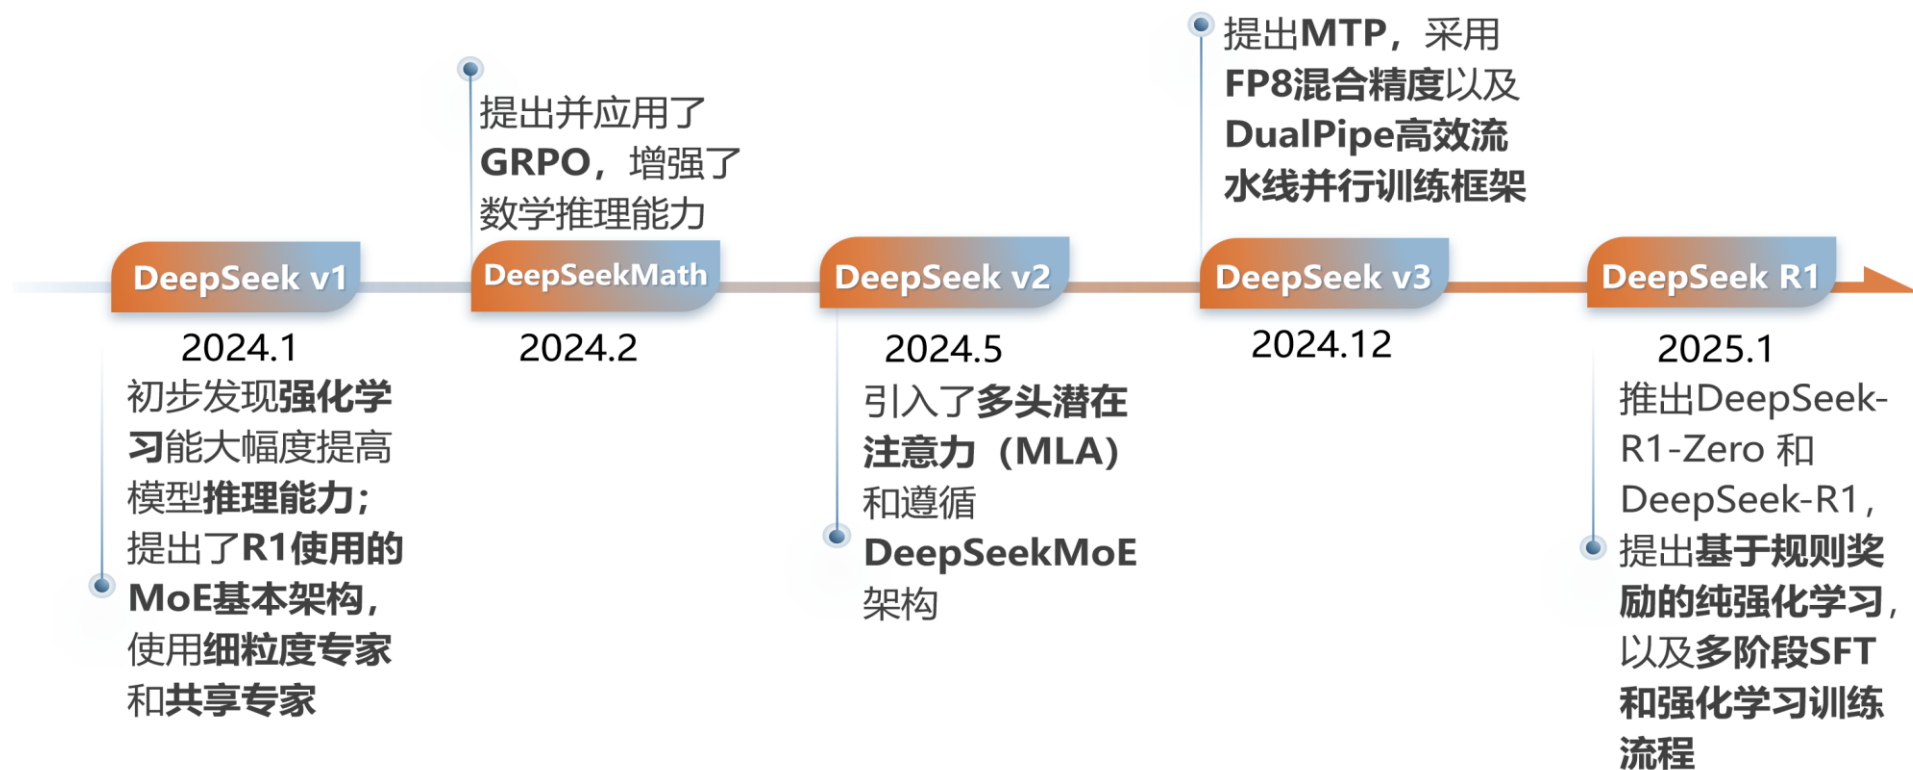 DeepSeek v1
2024.1
初步发现强化学
习能大幅度提高
模型推理能力；
提出了R1使用的
MoE基本架构，
使用细粒度专家
和共享专家
提出并应用了
GRPO，增强了
数学推理能力
DeepSeekMath
2024.2
DeepSeek v2
2024.5
引入了多头潜在
注意力（MLA）
和遵循
DeepSeekMoE
架构
提出MTP，采用
FP8混合精度以及
DualPipe高效流
水线并行训练框架
DeepSeek v3
2024.12
DeepSeek R1
2025.1
推出DeepSeek-
R1-Zero 和
DeepSeek-R1，
提出基于规则奖
励的纯强化学习，
以及多阶段SFT
和强化学习训练
流程